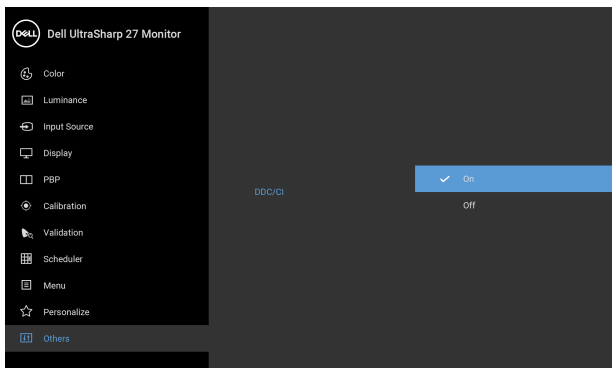 DELL Dell UltraSharp 27 Monitor
Color
Luminance
Input Source
Display
PBP
Calibration
Validation
Scheduler
Menu
Personalize
Others
DDC/CI
On
Off